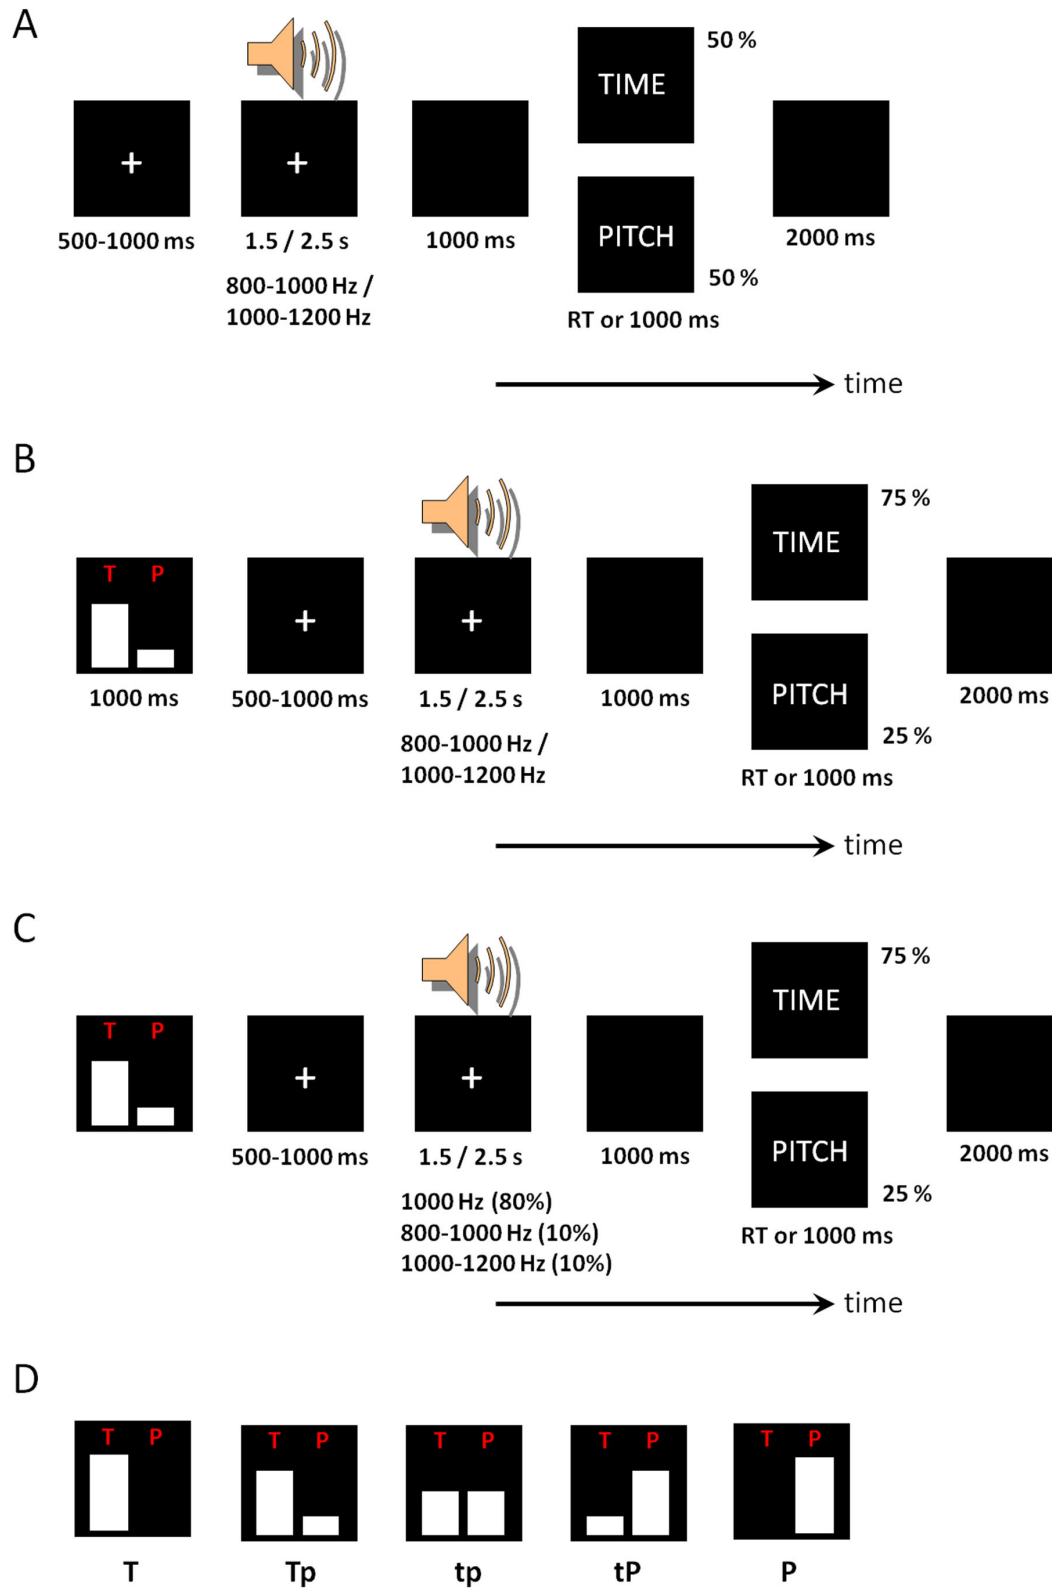 A
50 %
TIME
+ +
PITCH
500-1000 ms 1.5 / 2.5 s 1000 ms 2000 ms
50 %
800-1000 Hz /
1000-1200 Hz
RT or 1000 ms
time
B
75 %
TIME
T P
+ +
PITCH
1000 ms 500-1000 ms 1.5 / 2.5 s 1000 ms 2000 ms
25 %
800-1000 Hz /
1000-1200 Hz
RT or 1000 ms
time
C
75 %
TIME
T P
+ +
PITCH
500-1000 ms 1.5 / 2.5 s 1000 ms 2000 ms
25 %
1000 Hz (80%)
800-1000 Hz (10%)
1000-1200 Hz (10%)
RT or 1000 ms
time
D
T P T P T P T P T P
T Tp tp tP P